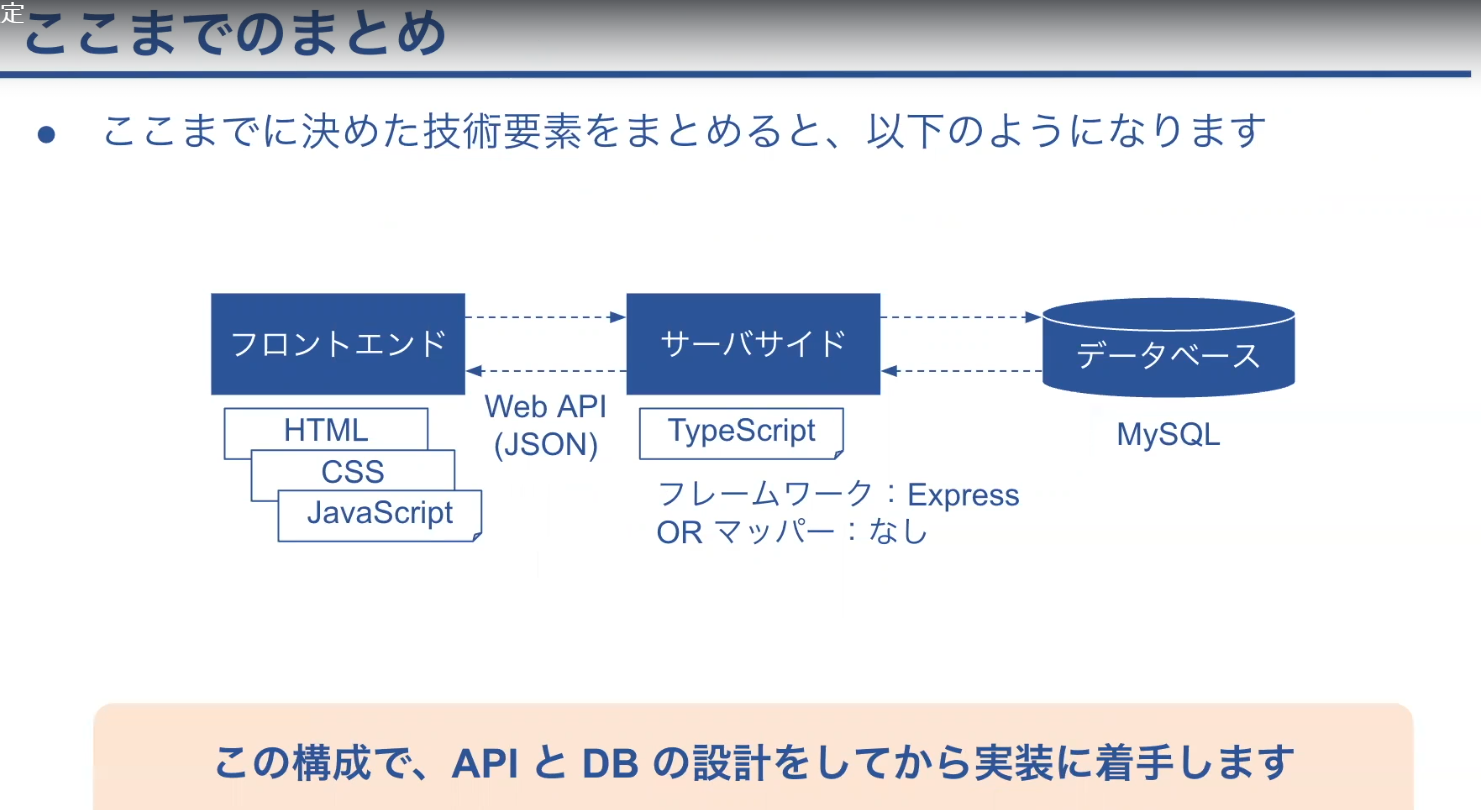 定
ここまでのまとめ
● ここまでに決めた技術要素をまとめると、以下のようになります
フロントエンド
サーバサイド
データベース
Web API
(JSON)
HTML
CSS
JavaScript
TypeScript
フレームワーク：Express
OR マッパー：なし
MySQL
この構成で、API と DB の設計をしてから実装に着手します